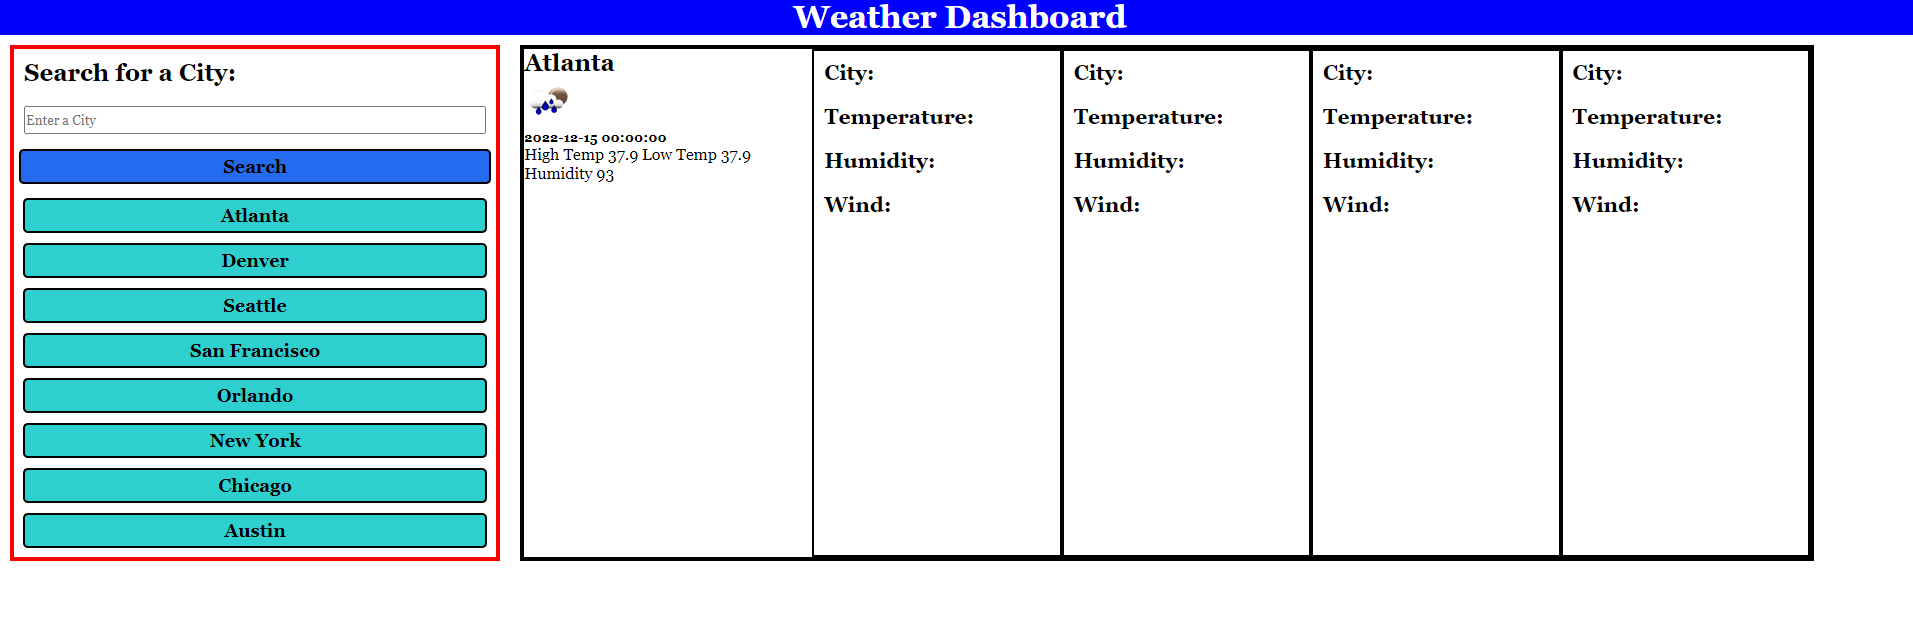 Weather Dashboard
Search for a City:
Enter a City
Search
Atlanta
Denver
Seattle
San Francisco
Orlando
New York
Chicago
Austin
Atlanta
2022-12-15 00:00:00
High Temp 37.9 Low Temp 37.9
Humidity 93
City:
Temperature:
Humidity:
Wind:
City:
Temperature:
Humidity:
Wind:
City:
Temperature:
Humidity:
Wind:
City:
Temperature:
Humidity:
Wind: